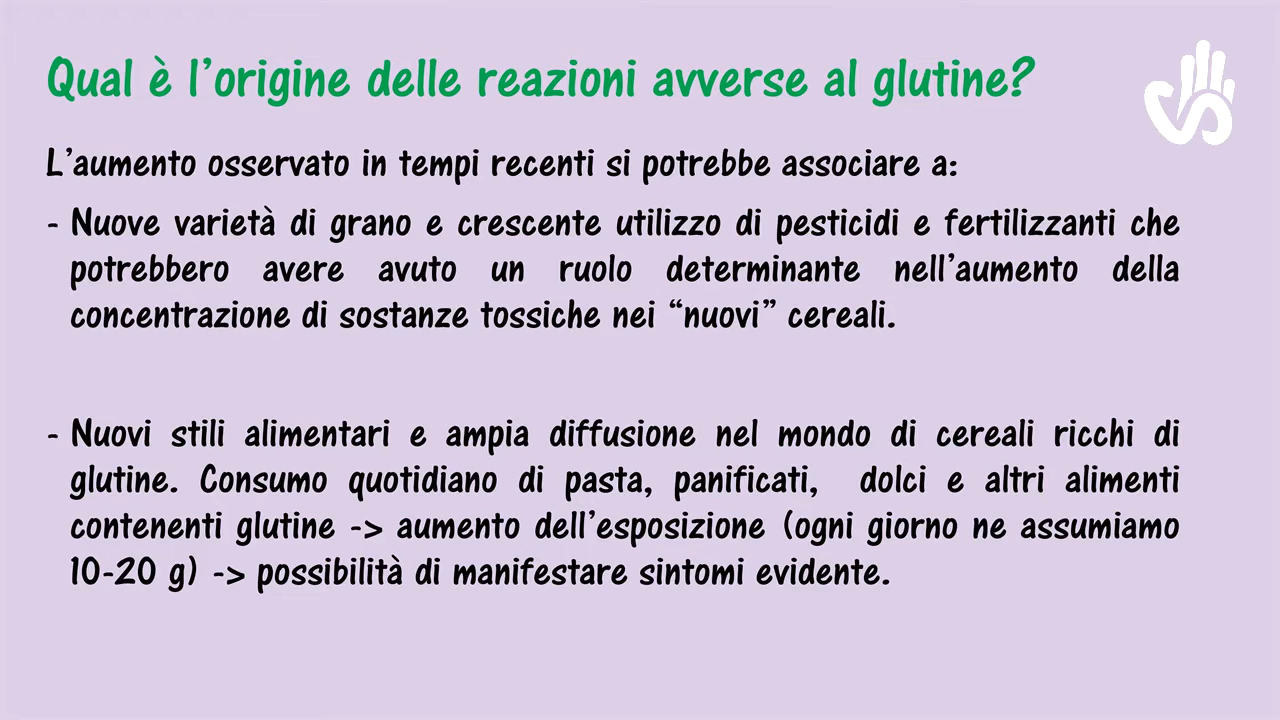 Qual è l'origine delle reazioni avverse al glutine?
L'aumento osservato in tempi recenti si potrebbe associare a:
- Nuove varietà di grano e crescente utilizzo di pesticidi e fertilizzanti che
potrebbero avere avuto un ruolo determinante nell'aumento della
concentrazione di sostanze tossiche nei “nuovi” cereali.
- Nuovi stili alimentari e ampia diffusione nel mondo di cereali ricchi di
glutine. Consumo quotidiano di pasta, panificati, dolci e altri alimenti
contenenti glutine -> aumento dell'esposizione (ogni giorno ne assumiamo
10-20 g) -> possibilità di manifestare sintomi evidente.